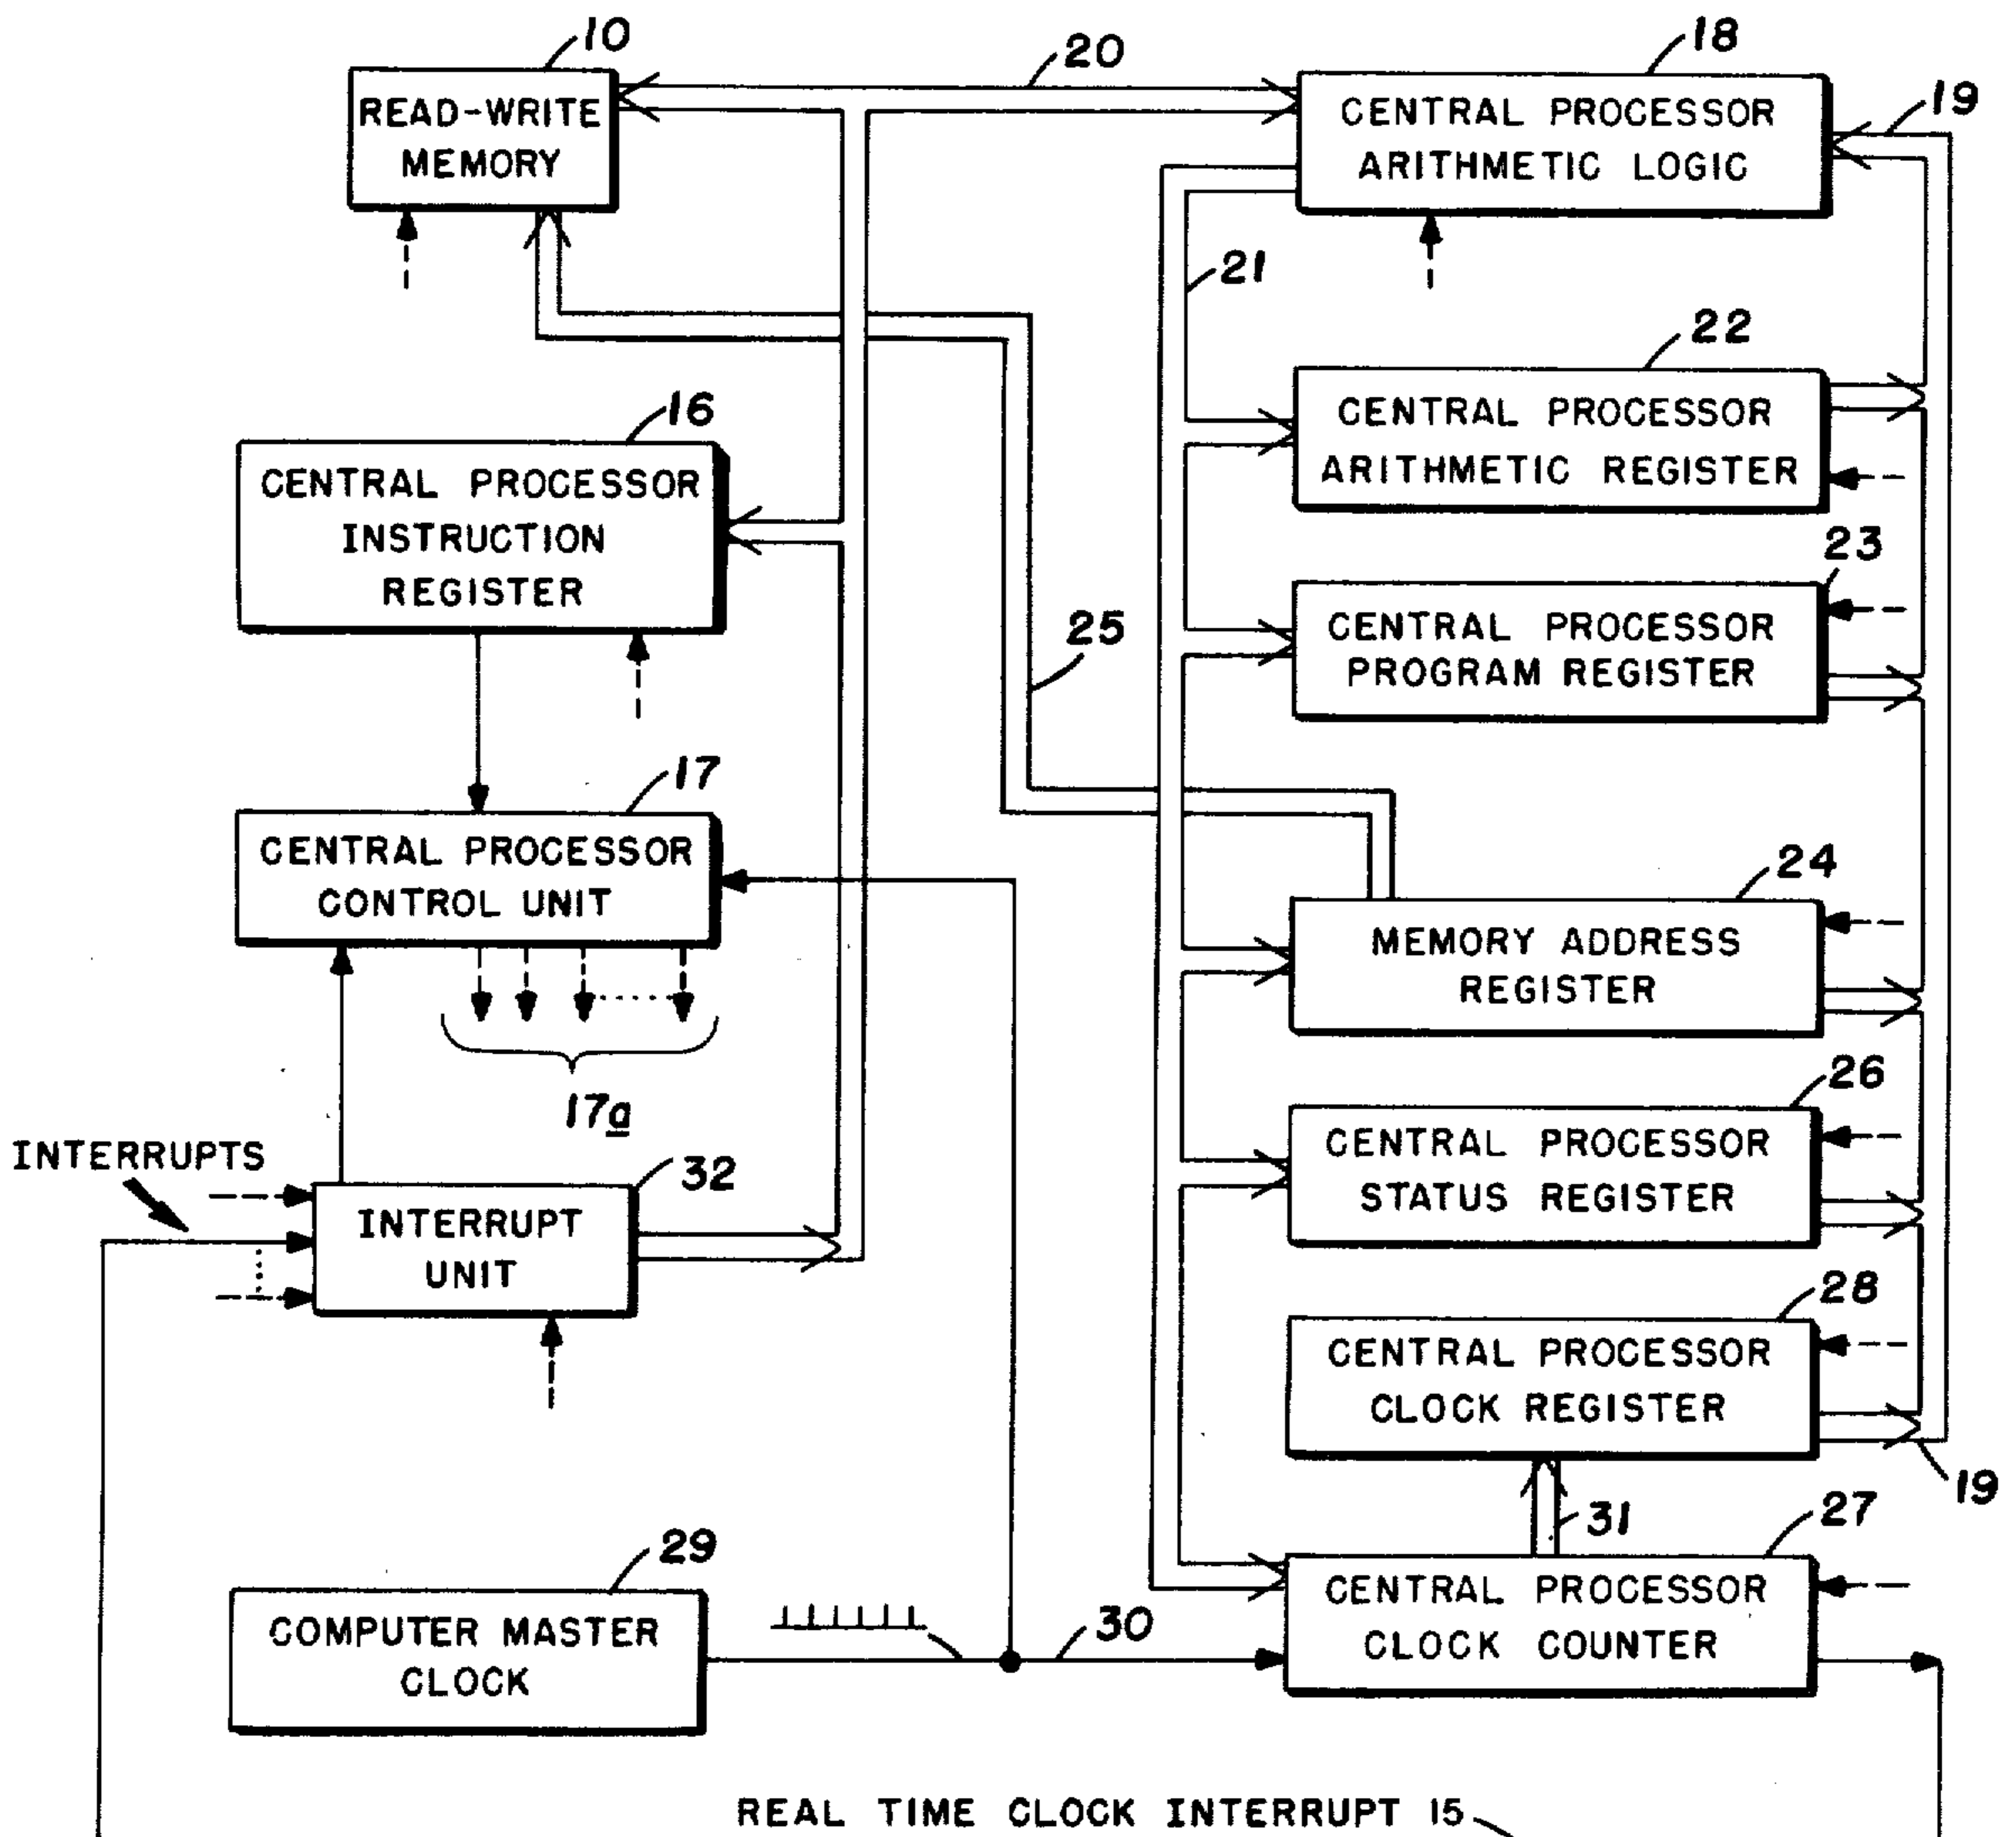 10
READ-WRITE
MEMORY
20
18
CENTRAL PROCESSOR
ARITHMETIC LOGIC
19
21
22
CENTRAL PROCESSOR
ARITHMETIC REGISTER
16
CENTRAL PROCESSOR
INSTRUCTION
REGISTER
23
CENTRAL PROCESSOR
PROGRAM REGISTER
25
17
CENTRAL PROCESSOR
CONTROL UNIT
17a
24
MEMORY ADDRESS
REGISTER
26
CENTRAL PROCESSOR
STATUS REGISTER
INTERRUPTS
32
INTERRUPT
UNIT
28
CENTRAL PROCESSOR
CLOCK REGISTER
19
31
27
CENTRAL PROCESSOR
CLOCK COUNTER
29
COMPUTER MASTER
CLOCK
30
REAL TIME CLOCK INTERRUPT 15